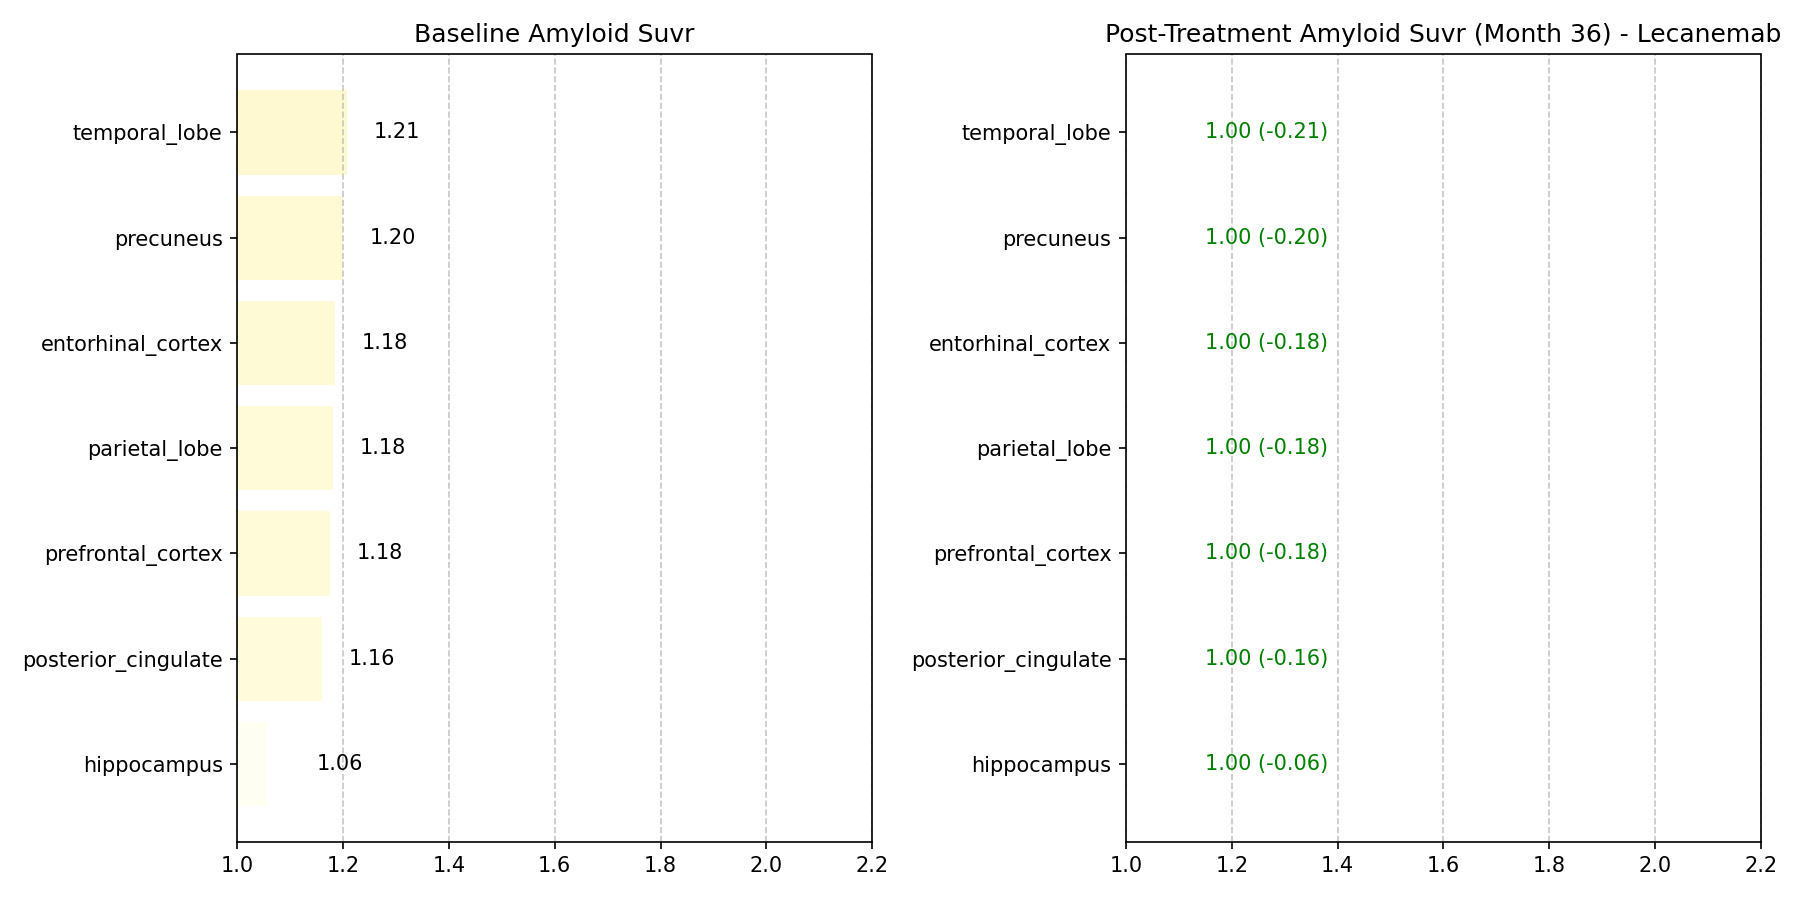 Baseline Amyloid Suvr
temporal_lobe
1.21
precuneus
1.20
entorhinal_cortex
1.18
parietal_lobe
1.18
prefrontal_cortex
1.18
posterior_cingulate
1.16
hippocampus
1.06
1.0 1.2 1.4 1.6 1.8 2.0 2.2
Post-Treatment Amyloid Suvr (Month 36) - Lecanemab
temporal_lobe
1.00 (-0.21)
precuneus
1.00 (-0.20)
entorhinal_cortex
1.00 (-0.18)
parietal_lobe
1.00 (-0.18)
prefrontal_cortex
1.00 (-0.18)
posterior_cingulate
1.00 (-0.16)
hippocampus
1.00 (-0.06)
1.0 1.2 1.4 1.6 1.8 2.0 2.2